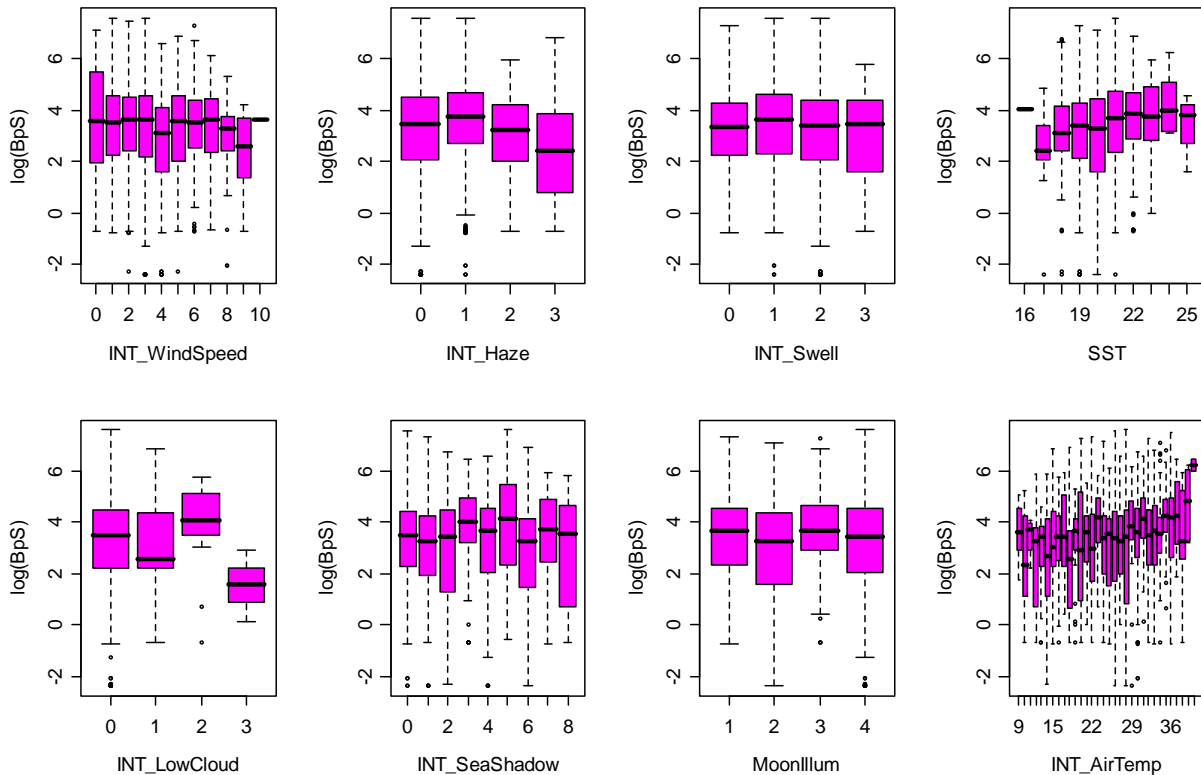 log(BpS)
6
4
2
0
-2
0 2 4 6 8 10
INT_WindSpeed
log(BpS)
6
4
2
0
-2
0 1 2 3
INT_Haze
log(BpS)
6
4
2
0
-2
0 1 2 3
INT_Swell
log(BpS)
6
4
2
0
-2
16 19 22 25
SST
log(BpS)
6
4
2
0
-2
0 1 2 3
INT_LowCloud
log(BpS)
6
4
2
0
-2
0 2 4 6 8
INT_SeaShadow
log(BpS)
6
4
2
0
-2
1 2 3 4
MoonIllum
log(BpS)
6
4
2
0
-2
9 15 22 29 36
INT_AirTemp